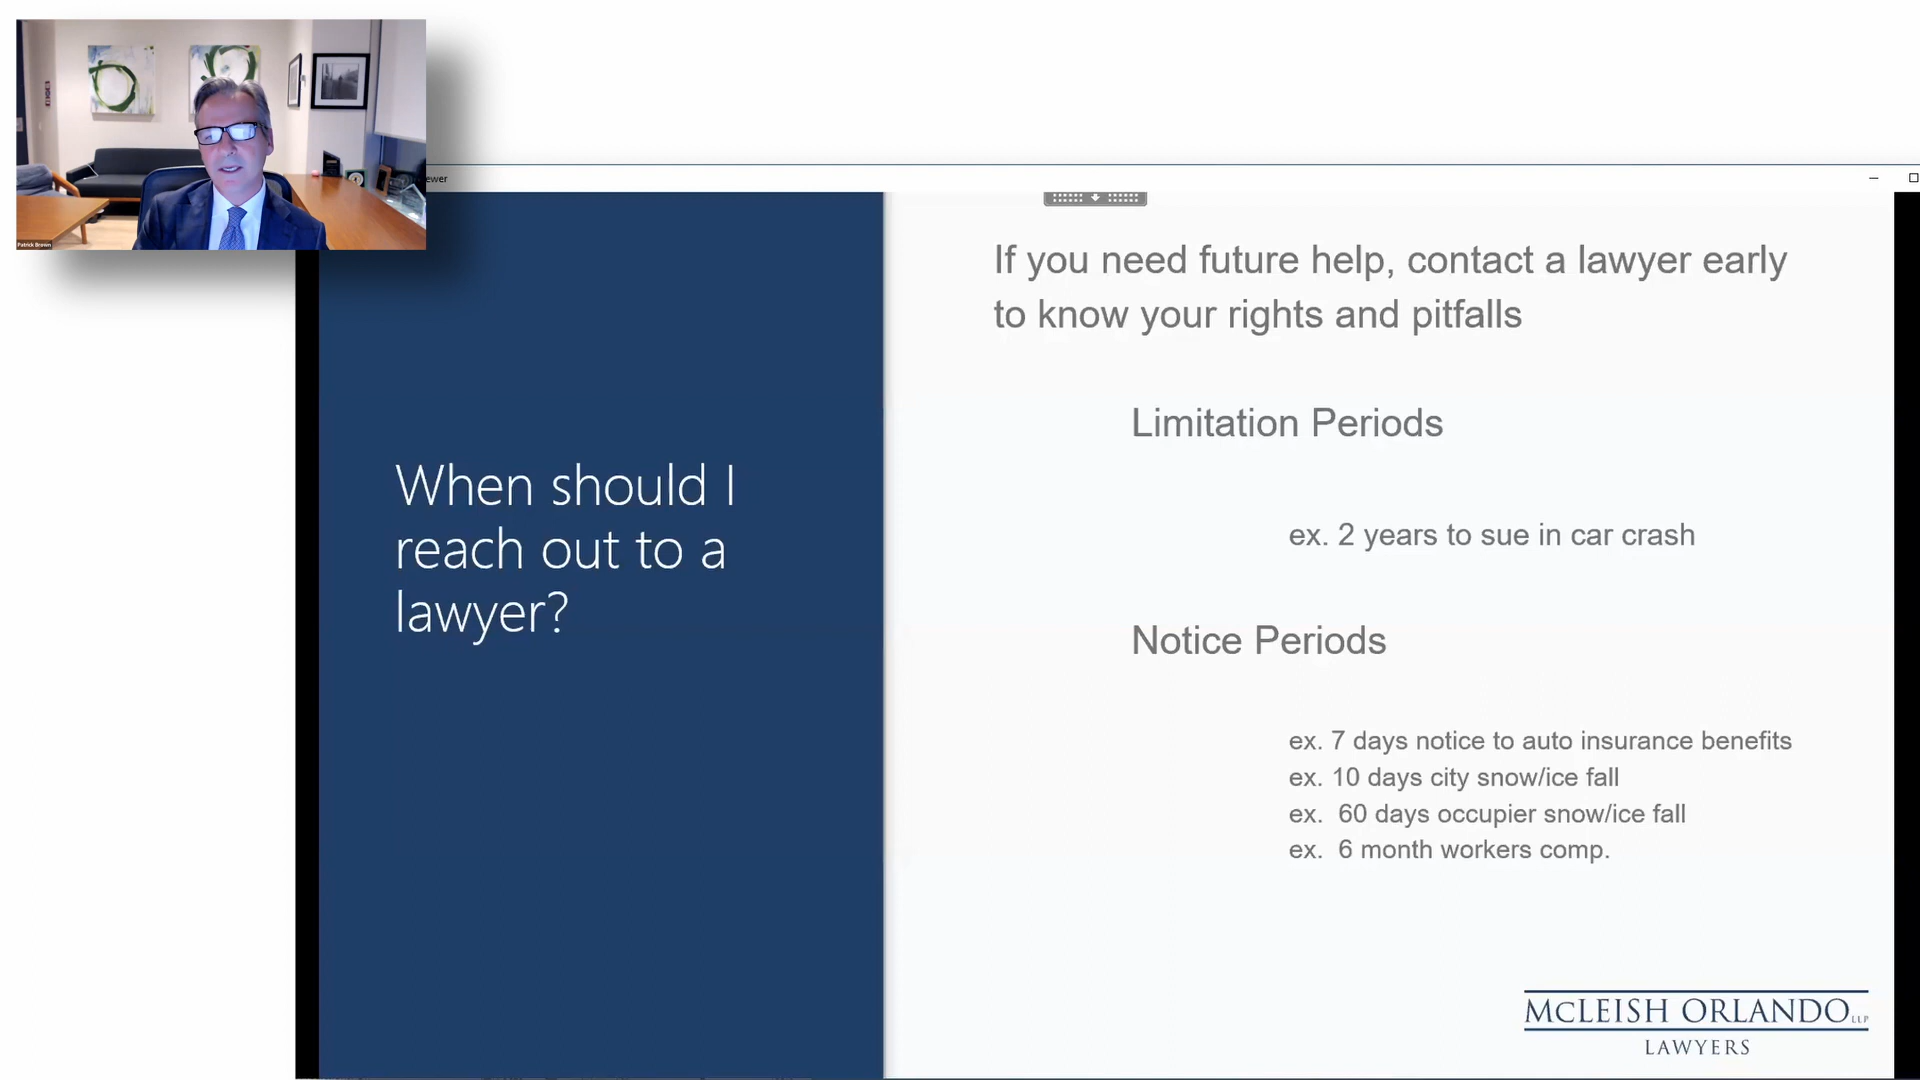 Patrick Brown
ewer
When should I
reach out to a
lawyer?
If you need future help, contact a lawyer early
to know your rights and pitfalls
Limitation Periods
ex. 2 years to sue in car crash
Notice Periods
ex. 7 days notice to auto insurance benefits
ex. 10 days city snow/ice fall
ex.  60 days occupier snow/ice fall
ex.  6 month workers comp.
MCLEISH ORLANDO LLP
LAWYERS